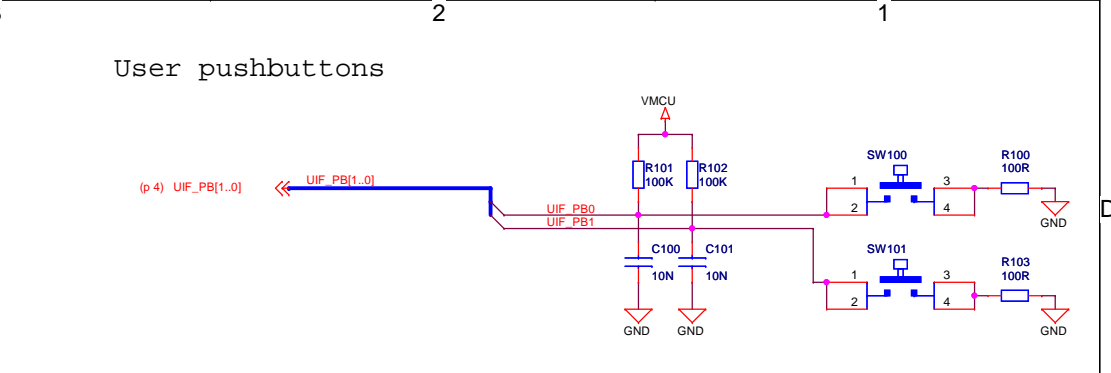 2
1
User pushbuttons
VMCU
R101
100K
R102
100K
(p 4) UIF_PB[1..0]
UIF_PB[1..0]
UIF_PB0
UIF_PB1
C100
10N
C101
10N
GND
GND
SW100
1
2
3
4
R100
100R
GND
D
SW101
1
2
3
4
R103
100R
GND